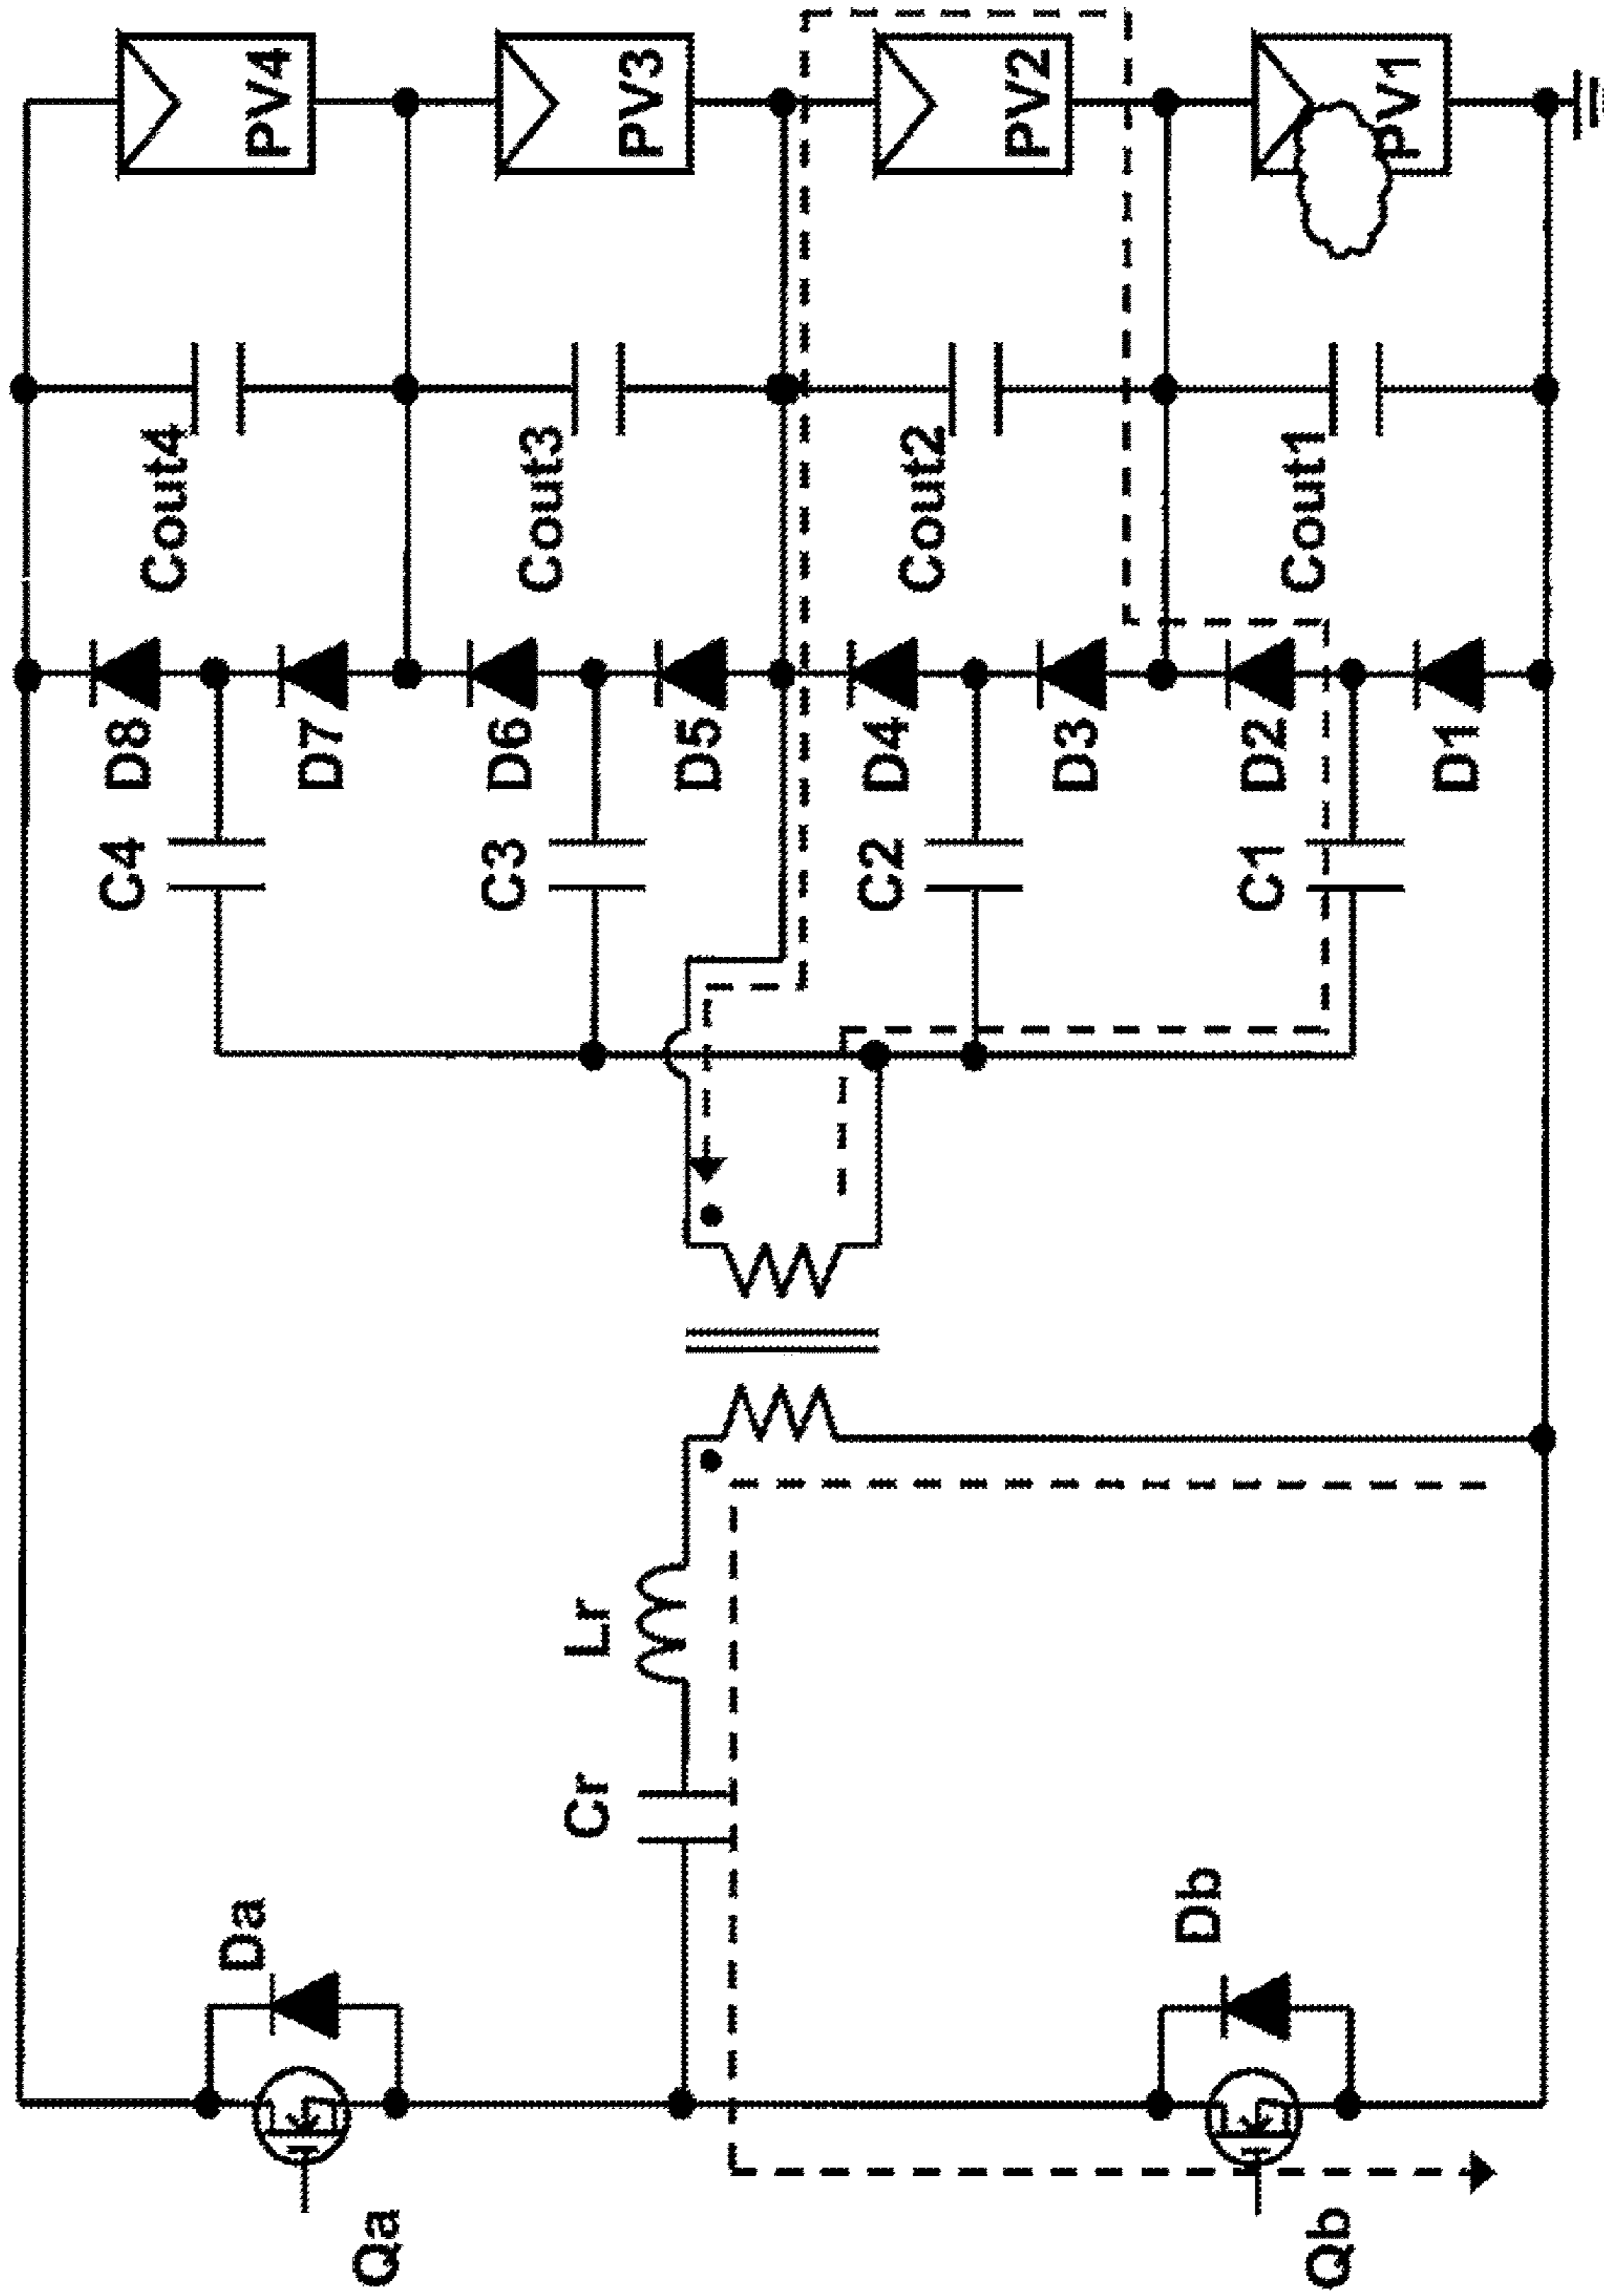 PV4
PV3
PV2
PV1
Cout4
Cout3
Cout2
Cout1
D8
D7
D6
D5
D4
D3
D2
D1
C4
C3
C2
C1
Lr
Cr
Da
Db
Qa
Qb